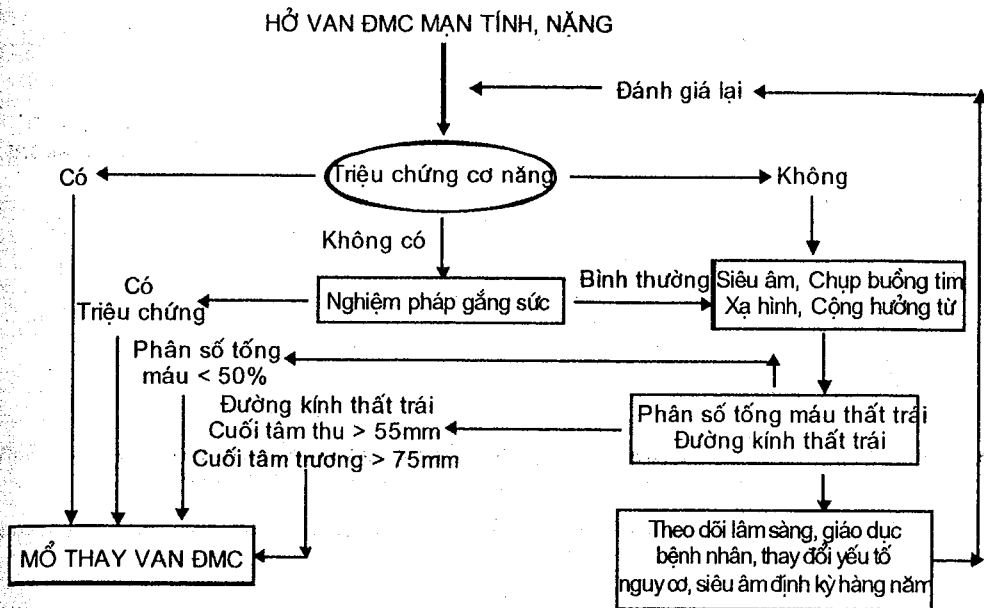 HỞ VAN ĐMC MẠN TÍNH, NẶNG
Đánh giá lại
Có
Triệu chứng cơ năng
Không
Không có
Có
Triệu chứng
Nghiệm pháp gắng sức
Bình thường
Siêu âm, Chụp buồng tim
Xạ hình, Cộng hưởng từ
Phân số tống
máu < 50%
Đường kính thất trái
Cuối tâm thu > 55mm
Cuối tâm trương > 75mm
Phân số tống máu thất trái
Đường kính thất trái
MỔ THAY VAN ĐMC
Theo dõi lâm sàng, giáo dục
bệnh nhân, thay đổi yếu tố
nguy cơ, siêu âm định kỳ hàng năm